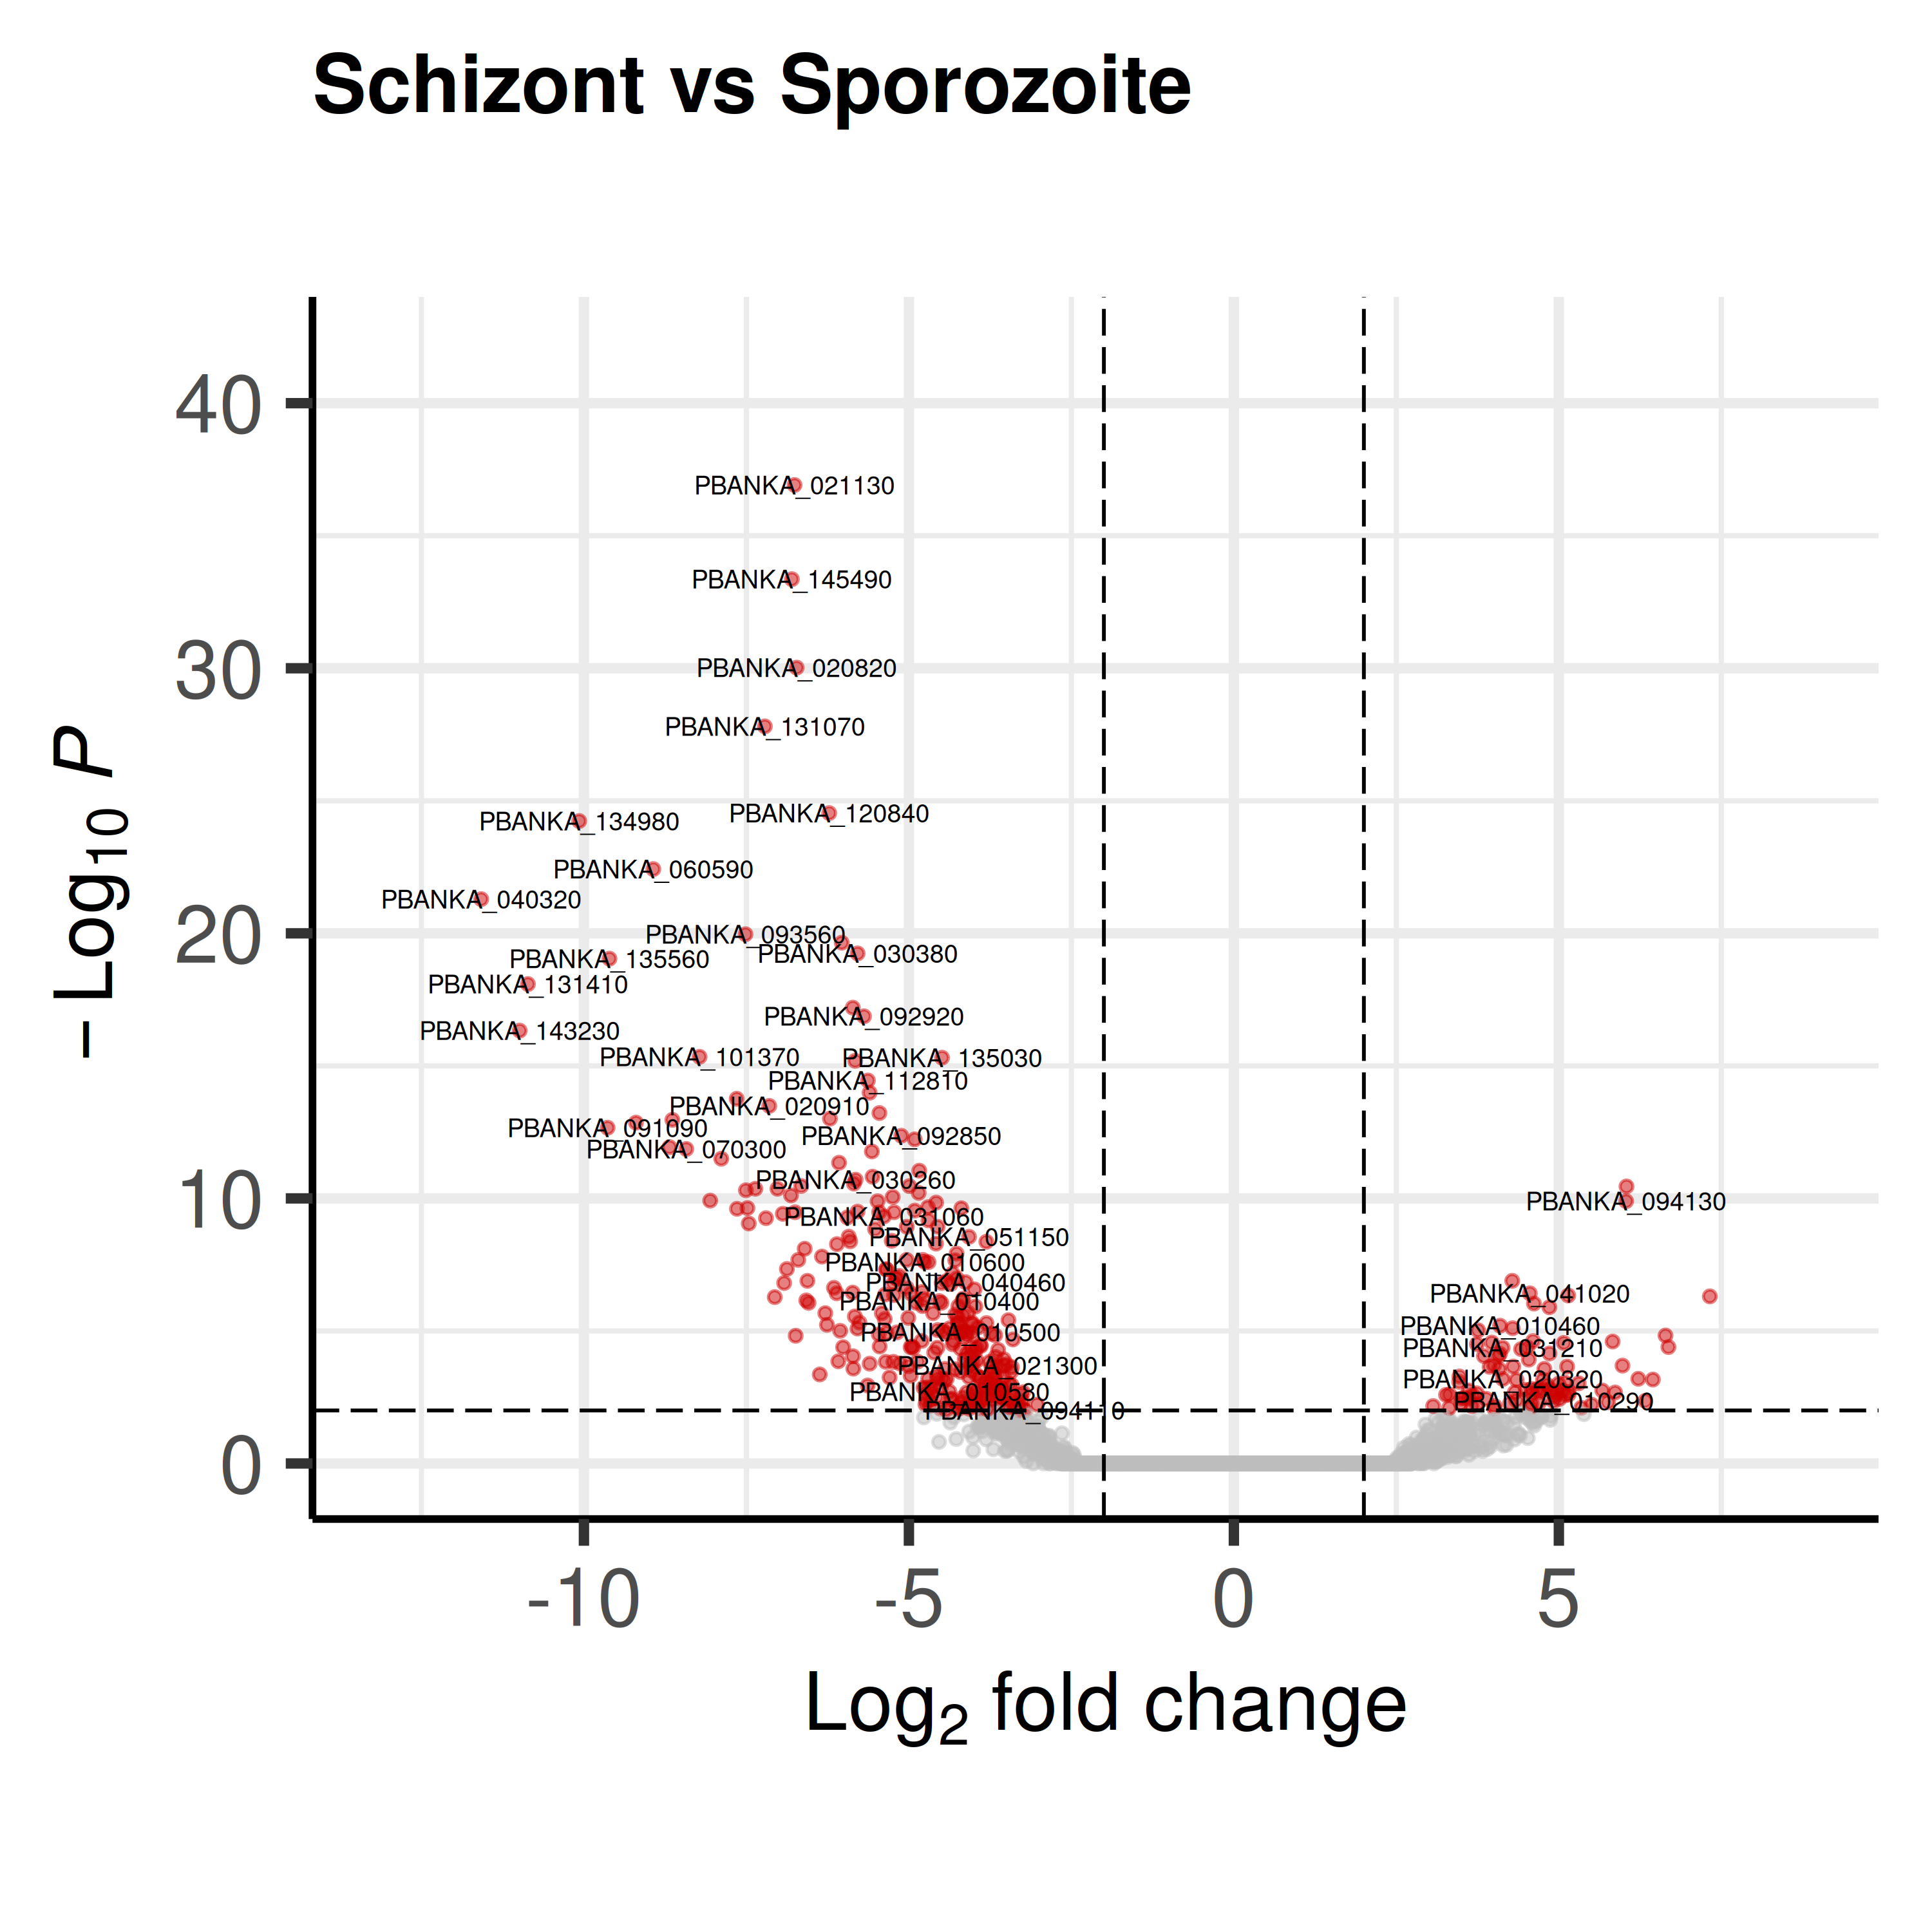 Schizont vs Sporozoite
− Log10 P
40
30
20
10
0
PBANKA_021130
PBANKA_145490
PBANKA_020820
PBANKA_131070
PBANKA_120840
PBANKA_134980
PBANKA_060590
PBANKA_040320
PBANKA_093560
PBANKA_030380
PBANKA_135560
PBANKA_131410
PBANKA_092920
PBANKA_143230
PBANKA_101370
PBANKA_135030
PBANKA_112810
PBANKA_020910
PBANKA_091090
PBANKA_092850
PBANKA_070300
PBANKA_030260
PBANKA_094130
PBANKA_031060
PBANKA_051150
PBANKA_010600
PBANKA_040460
PBANKA_041020
PBANKA_010400
PBANKA_010460
PBANKA_010500
PBANKA_031210
PBANKA_021300
PBANKA_020320
PBANKA_010580
PBANKA_010290
PBANKA_094110
-10
-5
0
5
Log2 fold change